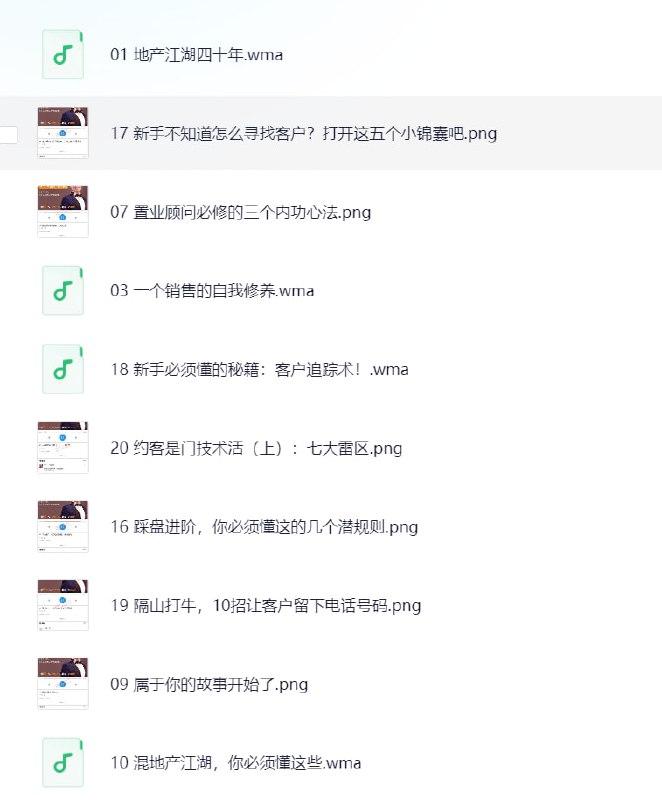 01 地产江湖四十年.wma
17 新手不知道怎么寻找客户？打开这五个小锦囊吧.png
07 置业顾问必修的三个内功心法.png
03 一个销售的自我修养.wma
18 新手必须懂的秘籍：客户追踪术！.wma
20 约客是门技术活（上）：七大雷区.png
16 踩盘进阶，你必须懂这的几个潜规则.png
19 隔山打牛，10招让客户留下电话号码.png
09 属于你的故事开始了.png
10 混地产江湖，你必须懂这些.wma